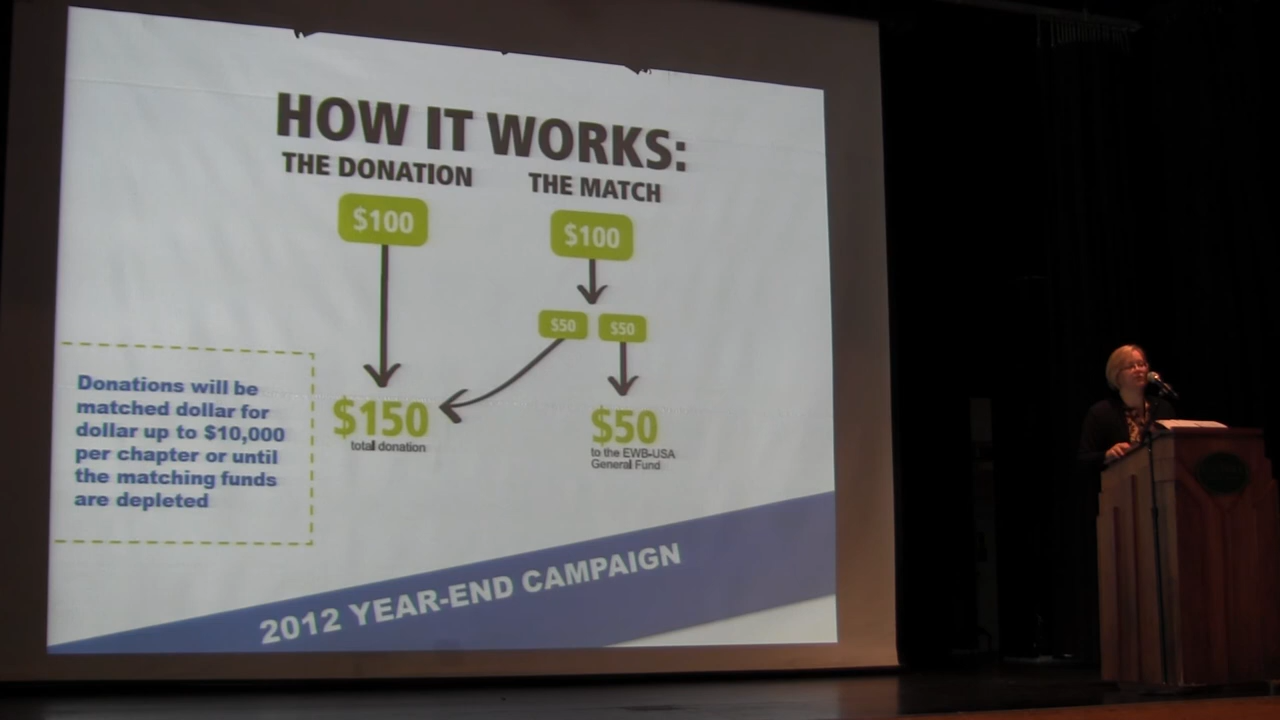 HOW IT WORKS:
THE DONATION
THE MATCH
$100
$100
$50
$50
$150
total donation
$50
to the EWB-USA
General Fund
Donations will be
matched dollar for
dollar up to $10,000
per chapter or until
the matching funds
are depleted
2012 YEAR-END CAMPAIGN